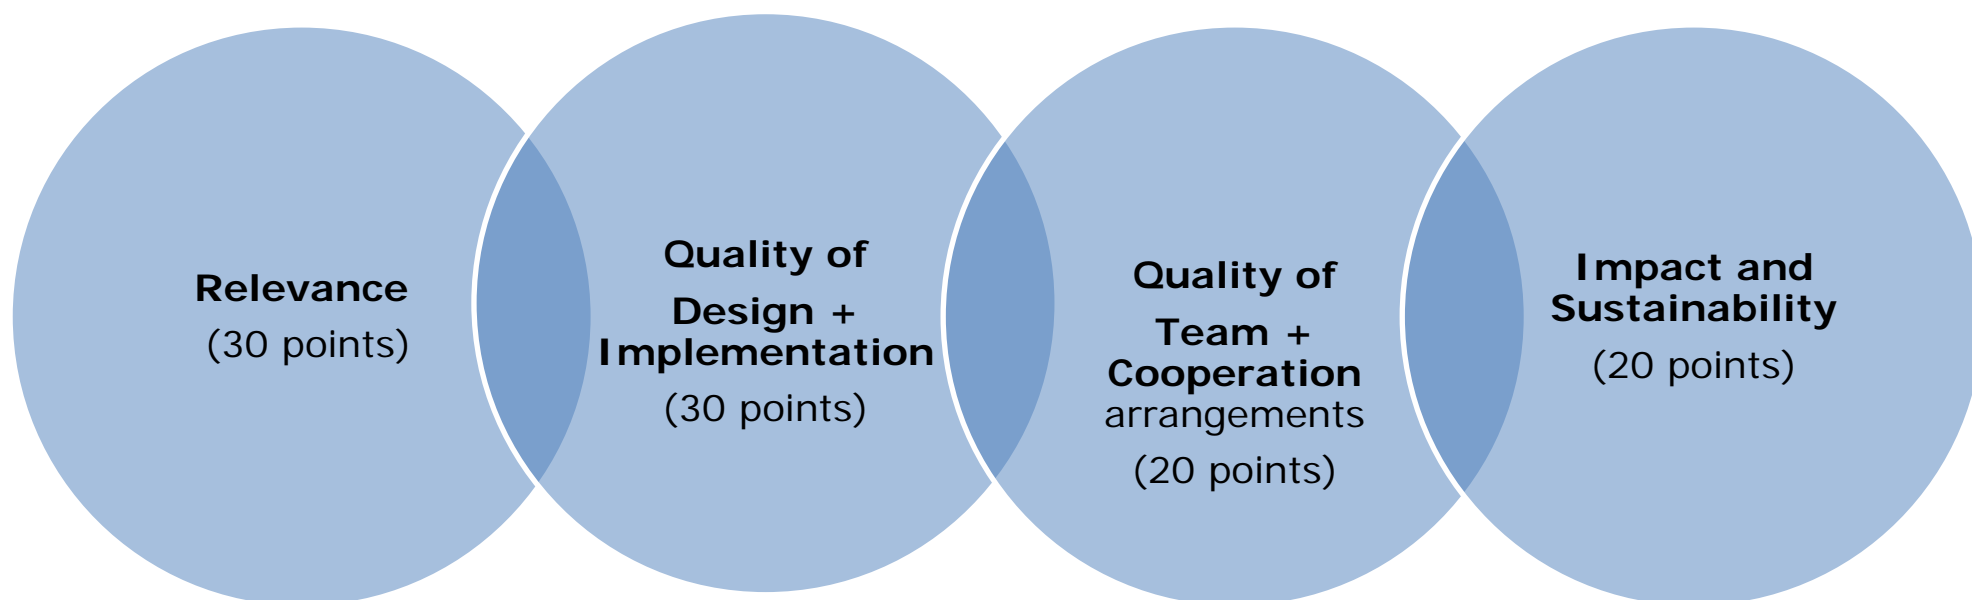 Relevance
(30 points)
Quality of
Design +
Implementation
(30 points)
Quality of
Team +
Cooperation
arrangements
(20 points)
Impact and
Sustainability
(20 points)